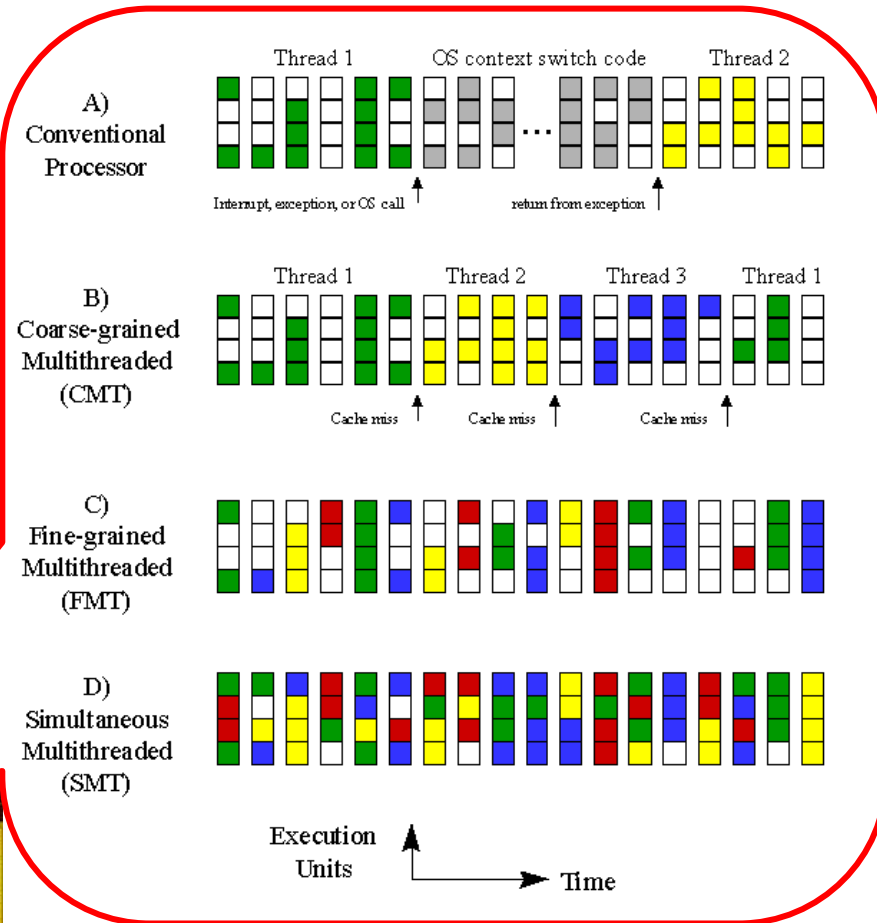 Thread 1 OS context switch code Thread 2
A)
Conventional
Processor
...
Interrupt, exception, or OS call return from exception
Thread 1 Thread 2 Thread 3 Thread 1
B)
Coarse-grained
Multithreaded
(CMT)
Cache miss Cache miss Cache miss
C)
Fine-grained
Multithreaded
(FMT)
D)
Simultaneous
Multithreaded
(SMT)
Execution
Units
Time